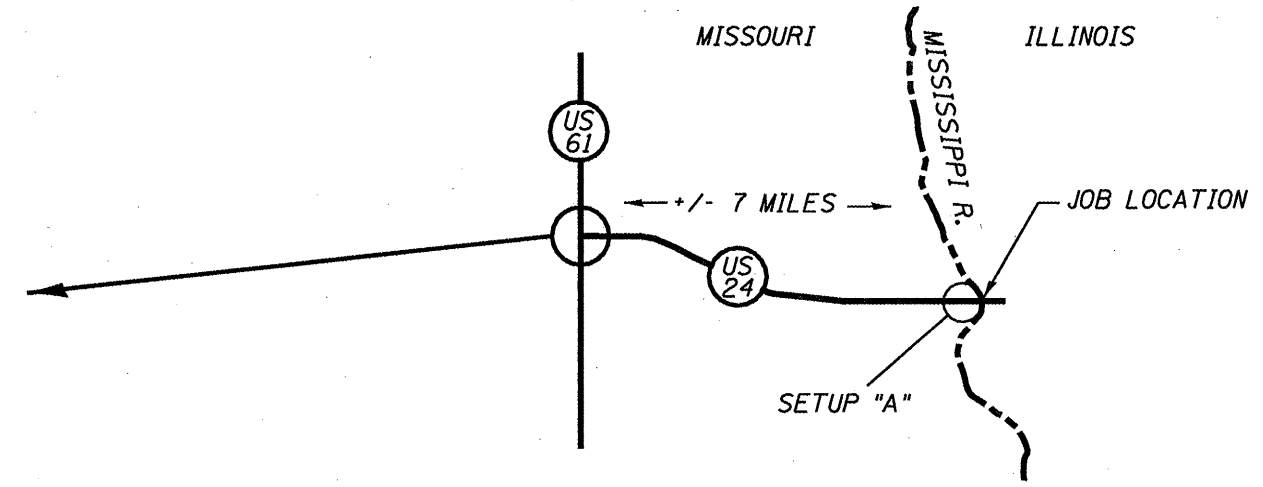 MISSOURI
ILLINOIS
MISSISSIPPI R.
US
61
+/- 7 MILES
JOB LOCATION
US
24
SETUP "A"